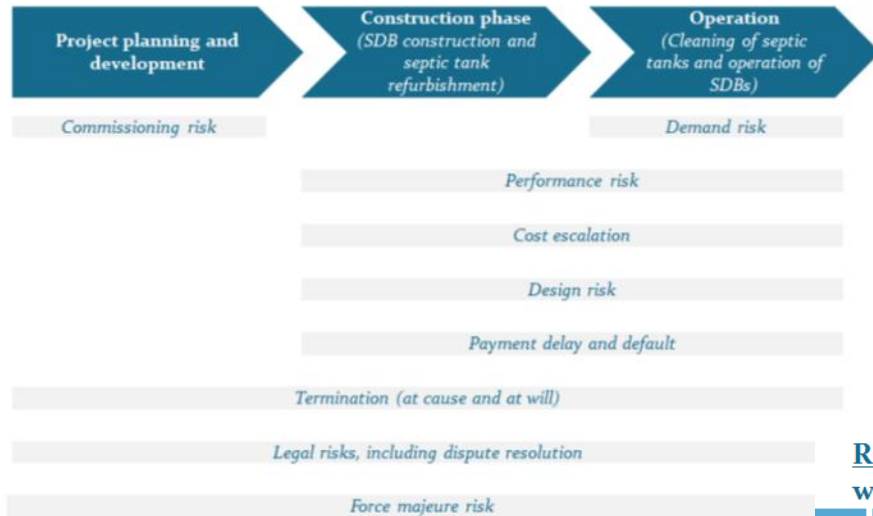 Project planning and
development
Construction phase
(SDB construction and
septic tank
refurbishment)
Operation
(Cleaning of septic
tanks and operation of
SDBs)
Commissioning risk
Demand risk
Performance risk
Cost escalation
Design risk
Payment delay and default
Termination (at cause and at will)
Legal risks, including dispute resolution
Force majeure risk